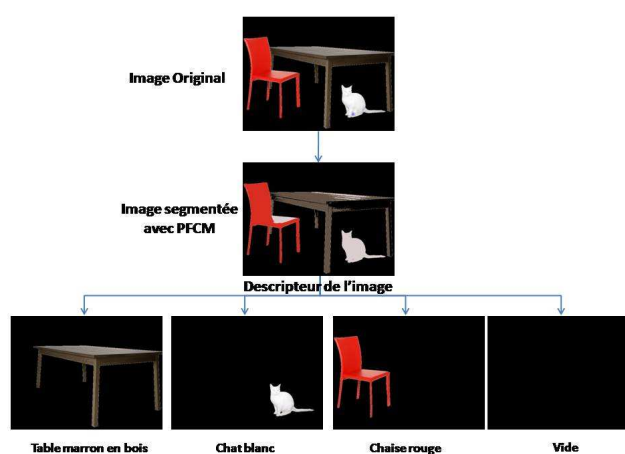 Image Original
Image segmentée
avec PFCM
Descripteur de l'image
Table marron en bois
Chat blanc
Chaise rouge
Vide